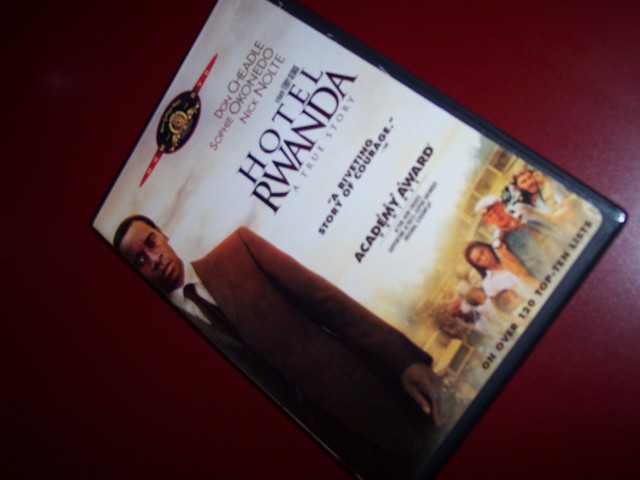 DON CHEADLE
SOPHIE OKONEDO
NICK NOLTE
HOTEL
RWANDA
A TRUE STORY
"A RIVETING
STORY OF COURAGE."
ACADEMY AWARD
ON OVER 130 TOP-TEN LISTS